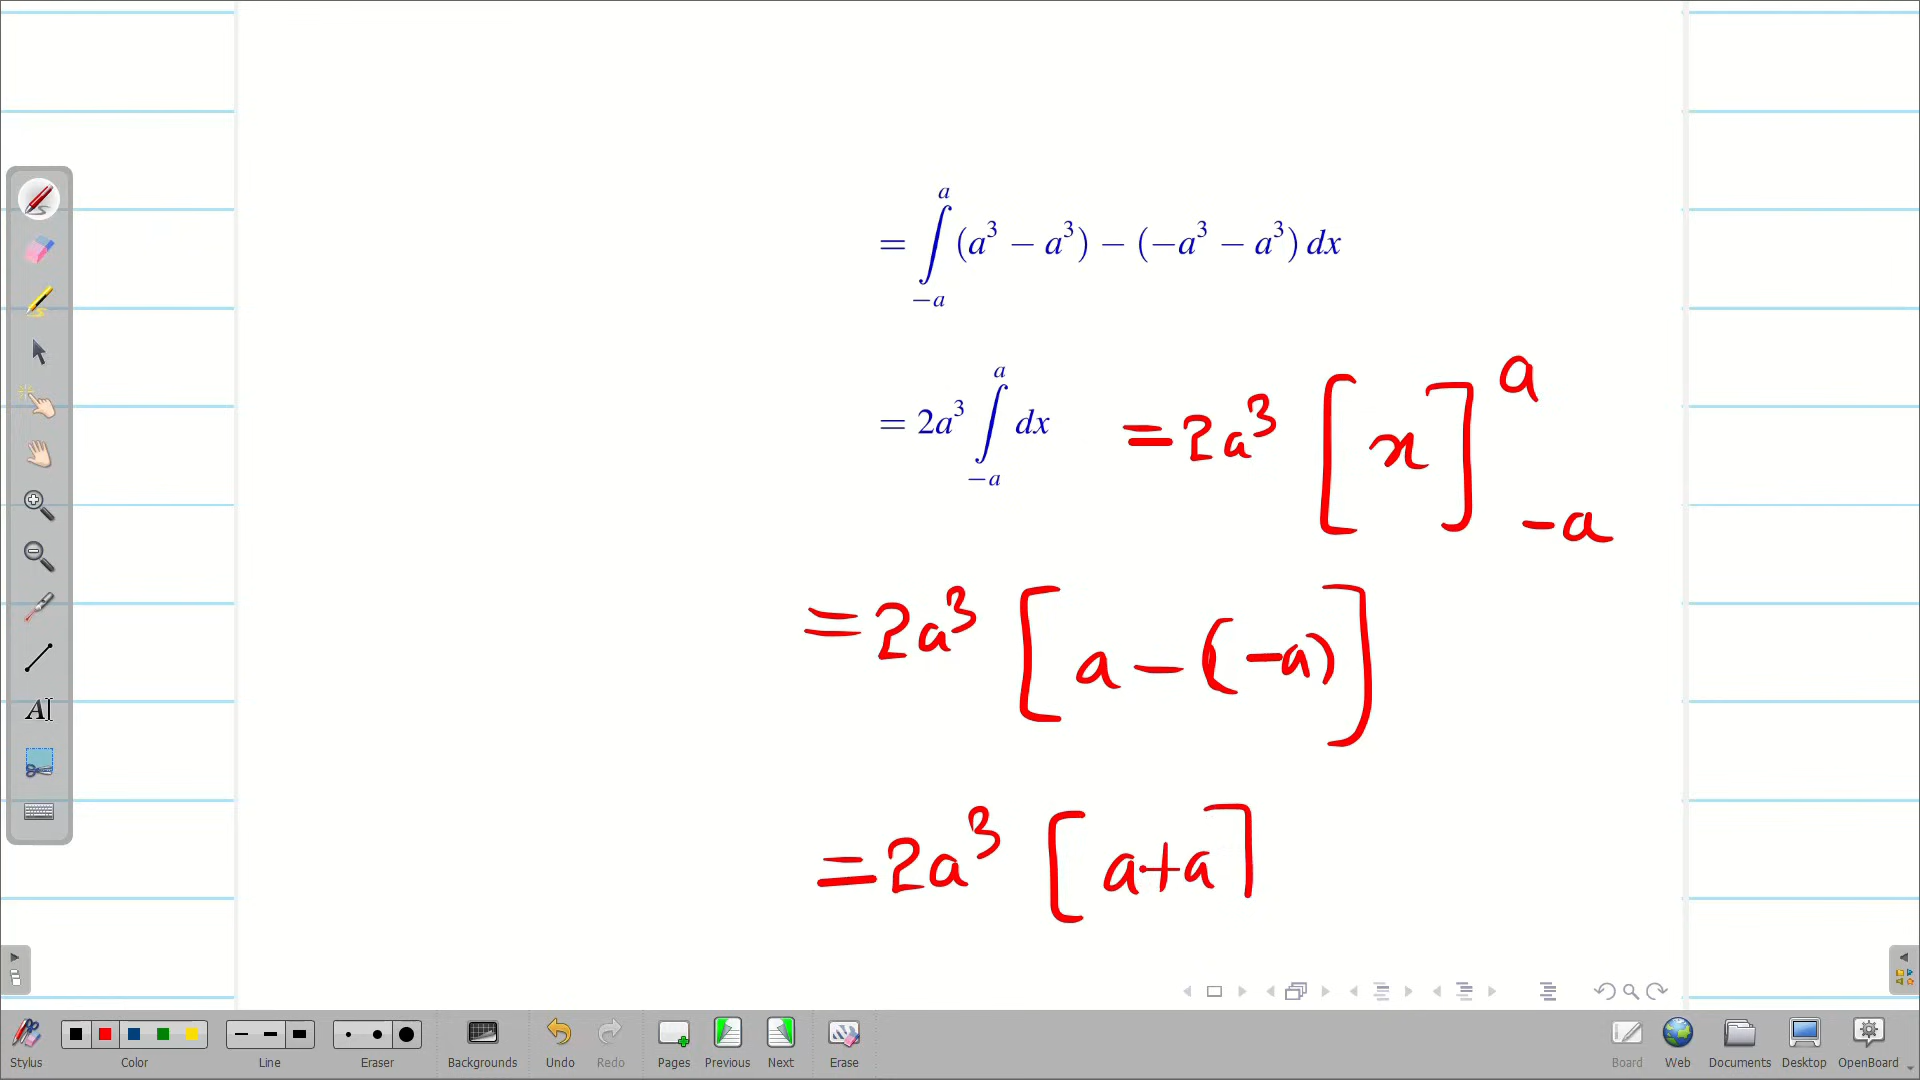 = ∫_{-a}^{a} (a³ − a³) − (−a³ − a³) dx
= 2a³ ∫_{-a}^{a} dx = 2a³ [x]_{-a}^{a}
= 2a³ [a − (−a)]
= 2a³ [a+a]
Stylus Color Line Eraser Backgrounds Undo Redo Pages Previous Next Erase Board Web Documents Desktop OpenBoard